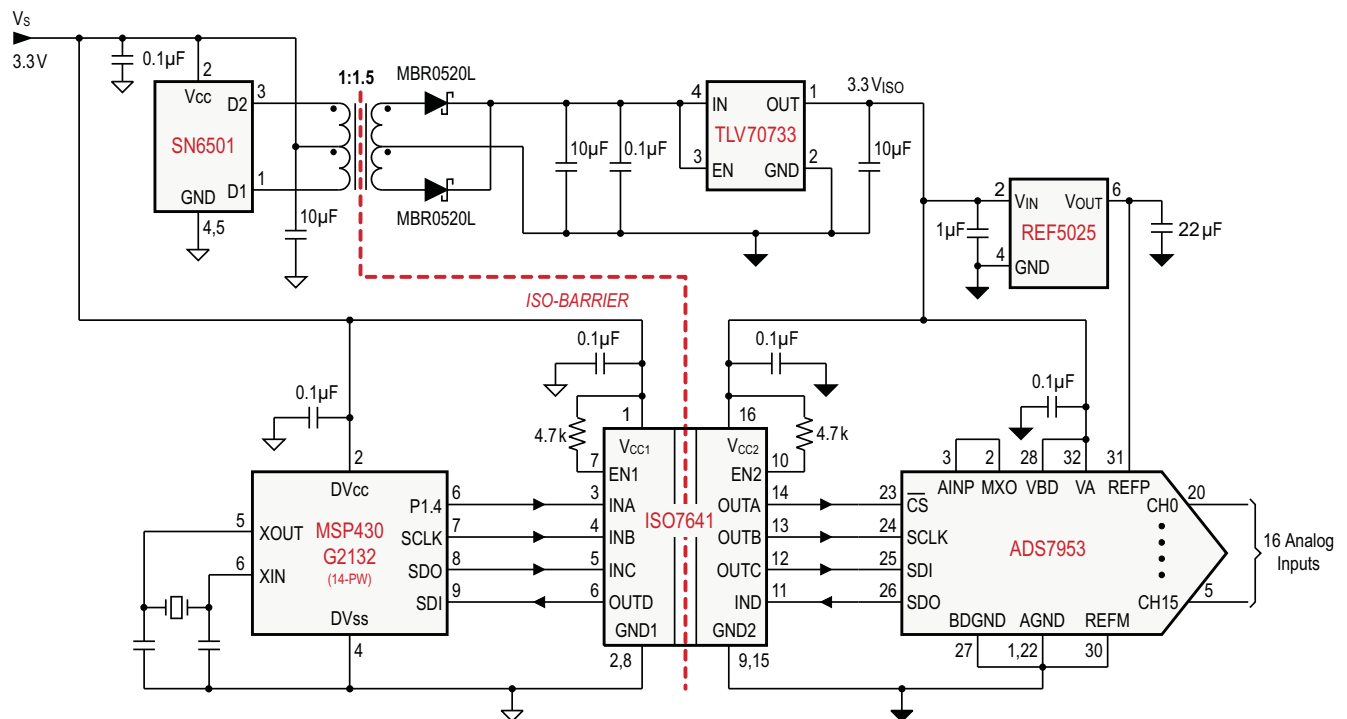 VS
3.3V
0.1µF
2
Vcc
D2
3
SN6501
D1
1
GND
4,5
10µF
1:1.5
MBR0520L
MBR0520L
10µF
0.1µF
4
IN
OUT
1
TLV70733
3
EN
GND
2
3.3VISO
10µF
2
VIN
VOUT
6
REF5025
1µF
4
GND
22µF
ISO-BARRIER
0.1µF
0.1µF
0.1µF
0.1µF
4.7k
1
16
4.7k
2
DVcc
5
XOUT
6
XIN
MSP430
G2132
(14-PW)
P1.4
6
SCLK
7
SDO
8
SDI
9
DVss
4
VCC1
7
EN1
3
INA
4
INB
5
INC
6
OUTD
GND1
2,8
ISO7641
VCC2
EN2
10
OUTA
14
OUTB
13
OUTC
12
IND
11
GND2
9,15
3
2
28
32
31
AINP
MXO
VBD
VA
REFP
23
CS
24
SCLK
25
SDI
26
SDO
ADS7953
CH0
20
CH15
5
16 Analog
Inputs
BDGND
AGND
REFM
27
1,22
30